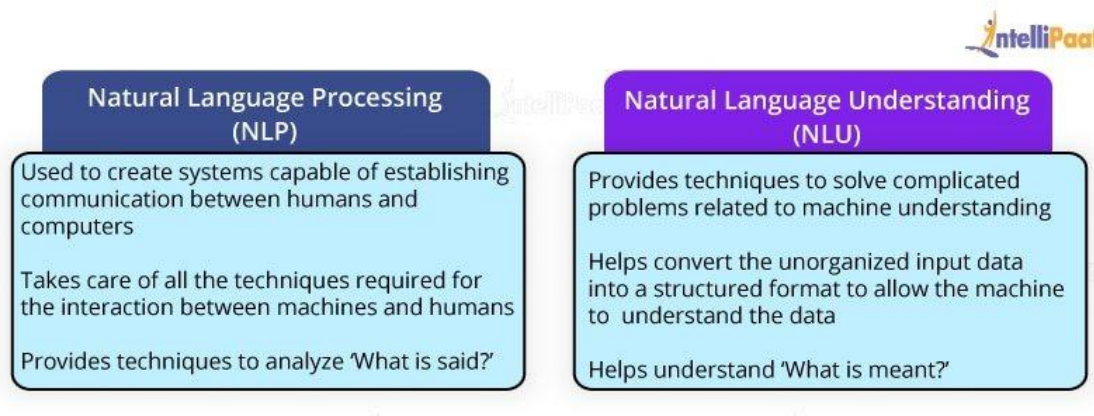 IntelliPaat
Natural Language Processing
(NLP)
Used to create systems capable of establishing
communication between humans and
computers
Takes care of all the techniques required for
the interaction between machines and humans
Provides techniques to analyze ‘What is said?’
Natural Language Understanding
(NLU)
Provides techniques to solve complicated
problems related to machine understanding
Helps convert the unorganized input data
into a structured format to allow the machine
to understand the data
Helps understand ‘What is meant?’